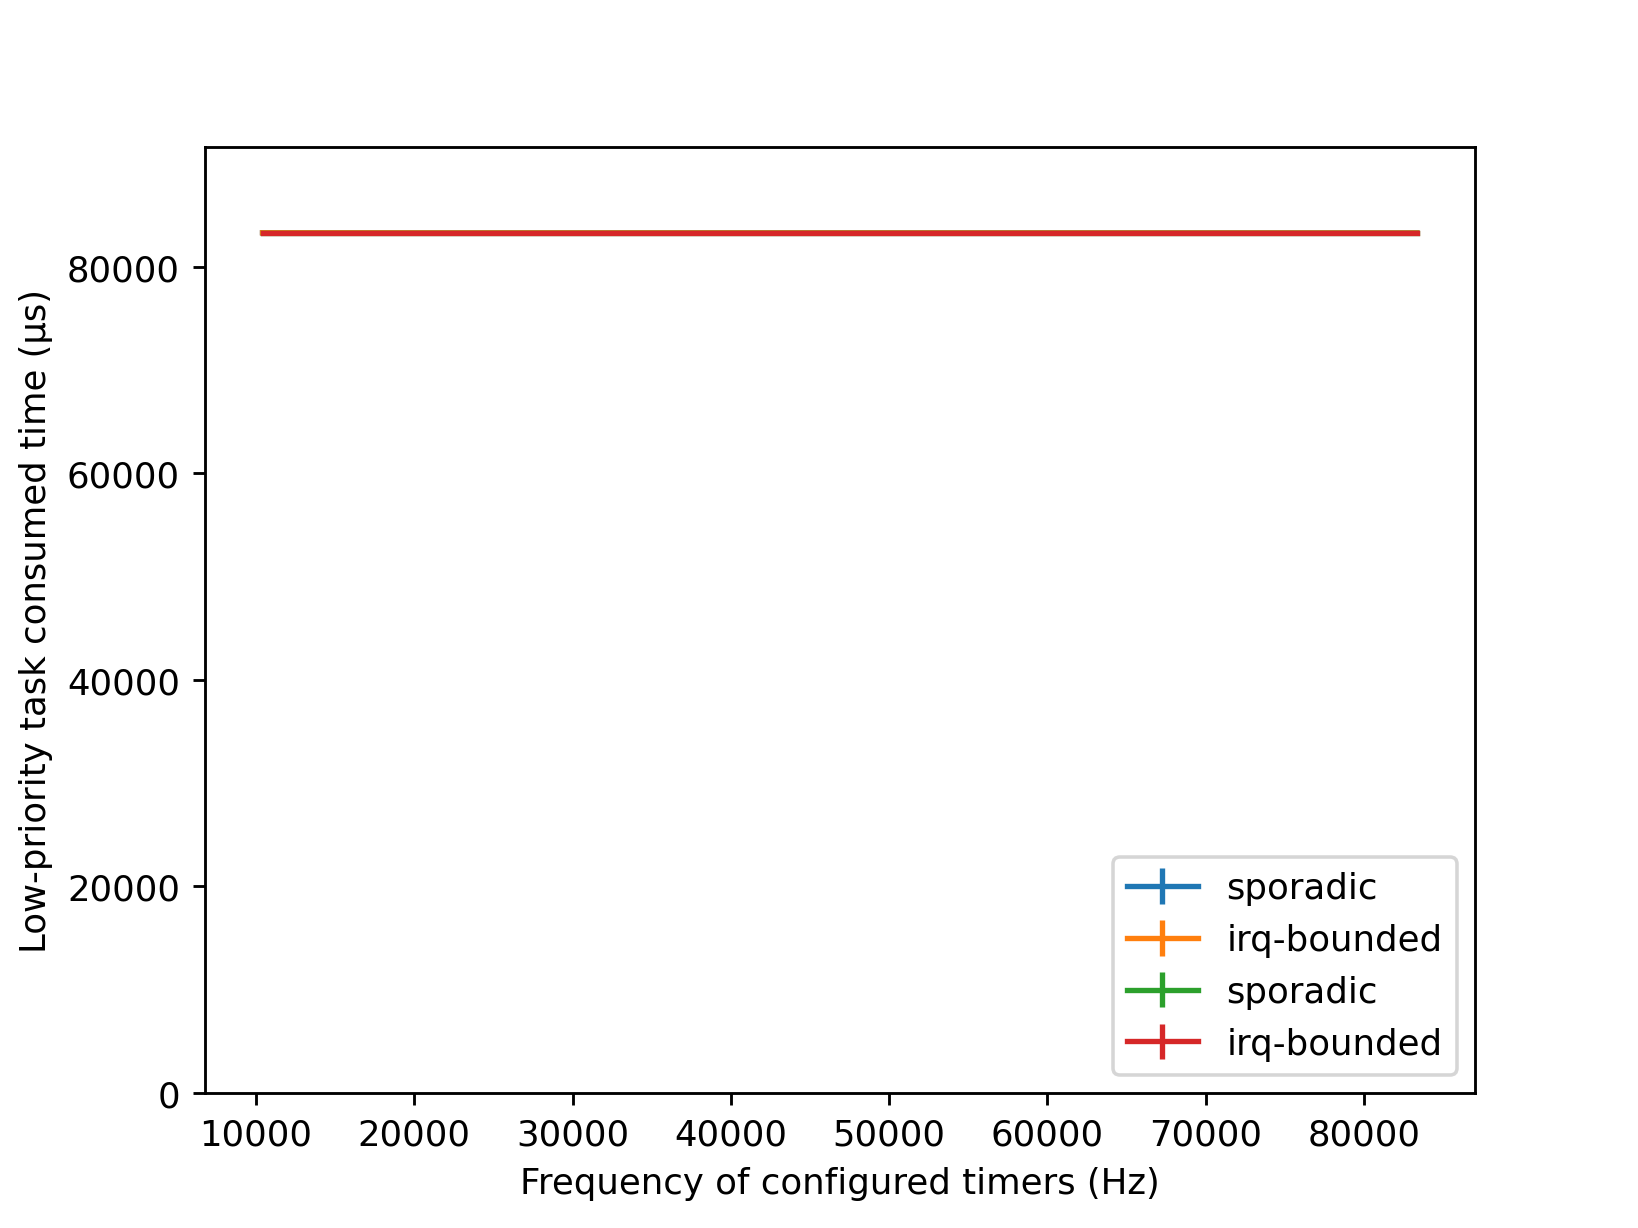 Low-priority task consumed time (µs)
80000
60000
40000
20000
0
sporadic
irq-bounded
sporadic
irq-bounded
10000 20000 30000 40000 50000 60000 70000 80000
Frequency of configured timers (Hz)